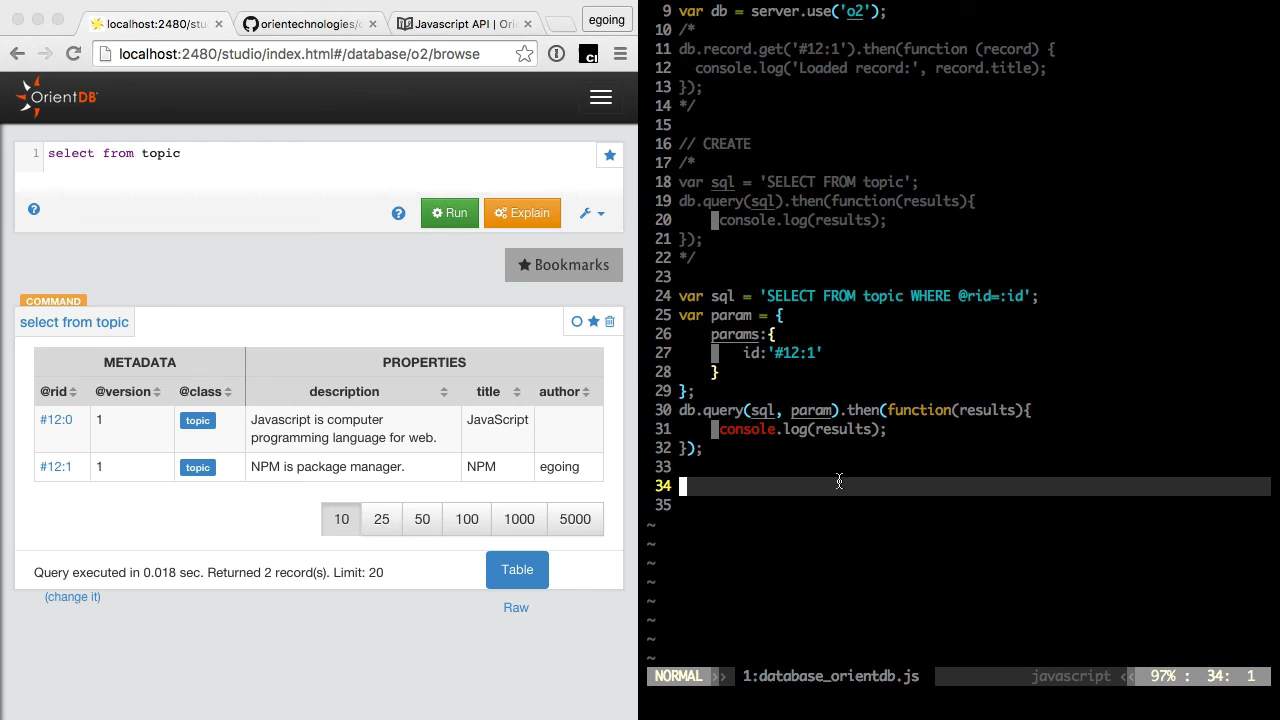 localhost:2480/stu
orientechnologies/o
Javascript API | Orien
egoing
localhost:2480/studio/index.html#/database/o2/browse
OrientDB
1 select from topic
Run
Explain
Bookmarks
COMMAND
select from topic
METADATA PROPERTIES
@rid @version @class description title author
#12:0 1 topic Javascript is computer programming language for web. JavaScript
#12:1 1 topic NPM is package manager. NPM egoing
10 25 50 100 1000 5000
Query executed in 0.018 sec. Returned 2 record(s). Limit: 20
(change it)
Table
Raw
9 var db = server.use('o2');
10 /*
11 db.record.get('#12:1').then(function (record) {
12   console.log('Loaded record:', record.title);
13 });
14 */
15
16 // CREATE
17 /*
18 var sql = 'SELECT FROM topic';
19 db.query(sql).then(function(results){
20     console.log(results);
21 });
22 */
23
24 var sql = 'SELECT FROM topic WHERE @rid=:id';
25 var param = {
26     params:{
27         id:'#12:1'
28     }
29 };
30 db.query(sql, param).then(function(results){
31     console.log(results);
32 });
33
34
35
~
~
~
~
~
~
~
~
NORMAL 1:database_orientdb.js javascript 97% : 34: 1